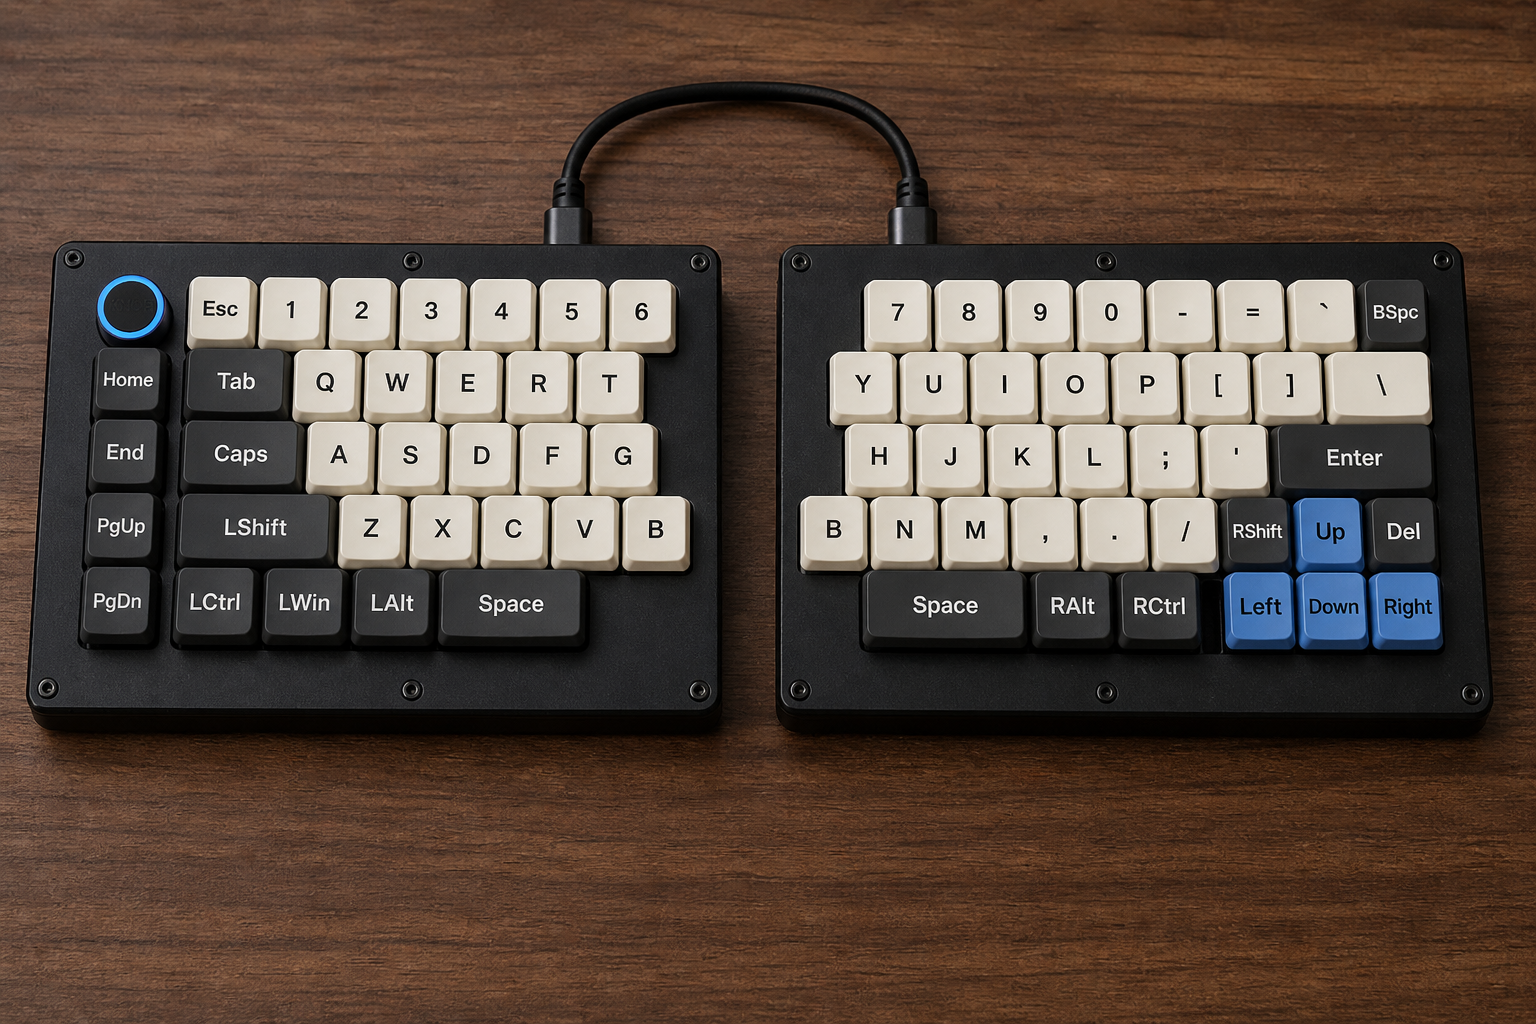 Esc 1 2 3 4 5 6
Home Tab Q W E R T
End Caps A S D F G
PgUp LShift Z X C V B
PgDn LCtrl LWin LAlt Space
7 8 9 0 - = ` BSpc
Y U I O P [ ] \
H J K L ; ' Enter
B N M , . / RShift Up Del
Space RAlt RCtrl Left Down Right